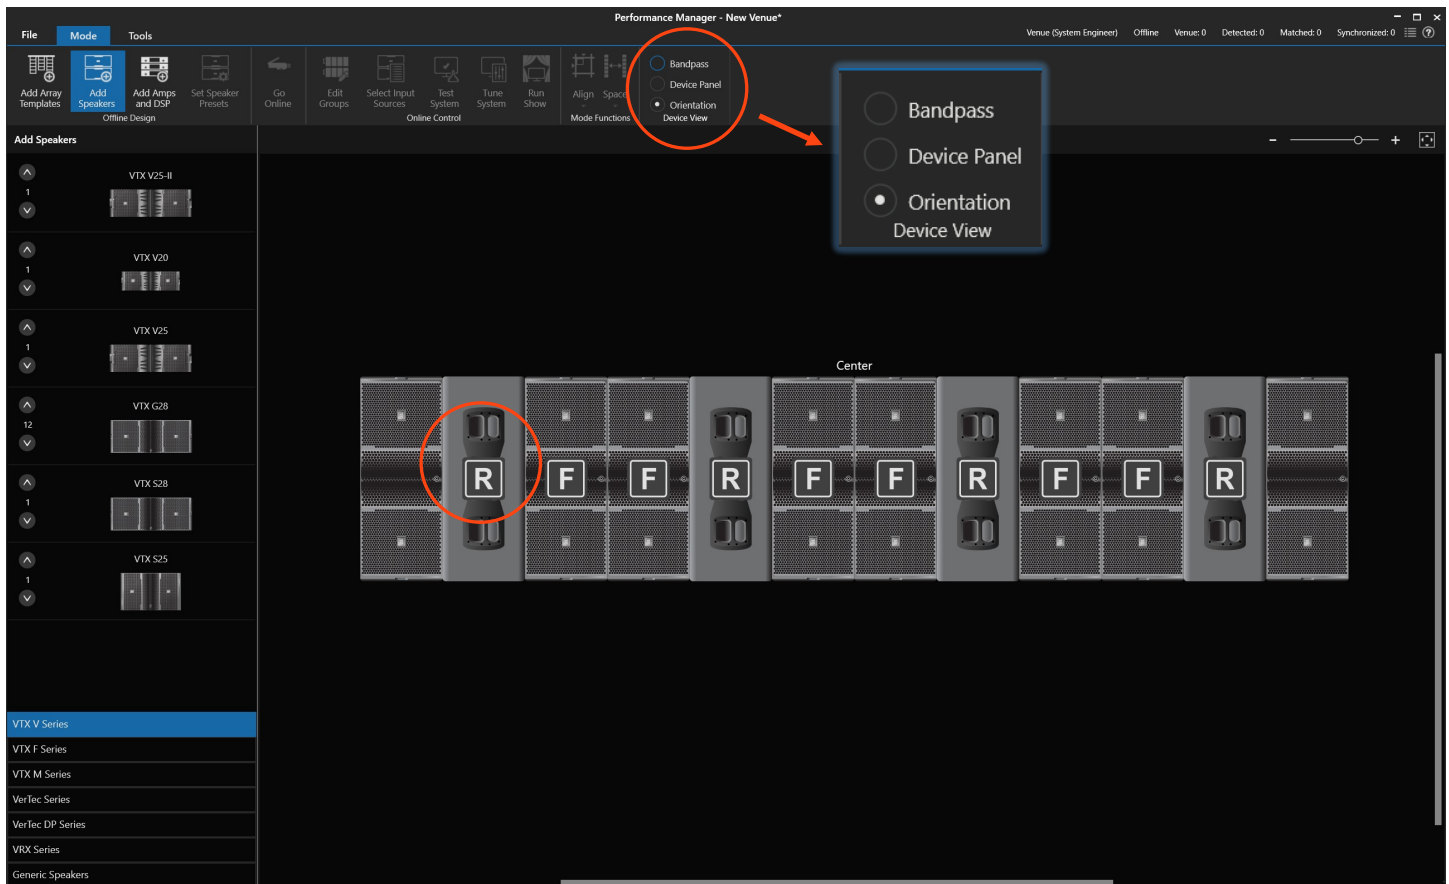 Performance Manager - New Venue*
File Mode Tools
Venue (System Engineer) Offline Venue: 0 Detected: 0 Matched: 0 Synchronized: 0 ?
Add Array Templates
Add Speakers
Add Amps and DSP
Set Speaker Presets
Offline Design
Go Online
Edit Groups
Select Input Sources
Test System
Tune System
Run Show
Online Control
Align Space
Mode Functions
Bandpass
Device Panel
Orientation
Device View
Add Speakers
Bandpass
Device Panel
Orientation
Device View
1
VTX V25-II
1
VTX V20
1
VTX V25
12
VTX G28
1
VTX S28
1
VTX S25
Center
R F F R F F R F F R
VTX V Series
VTX F Series
VTX M Series
VerTec Series
VerTec DP Series
VRX Series
Generic Speakers